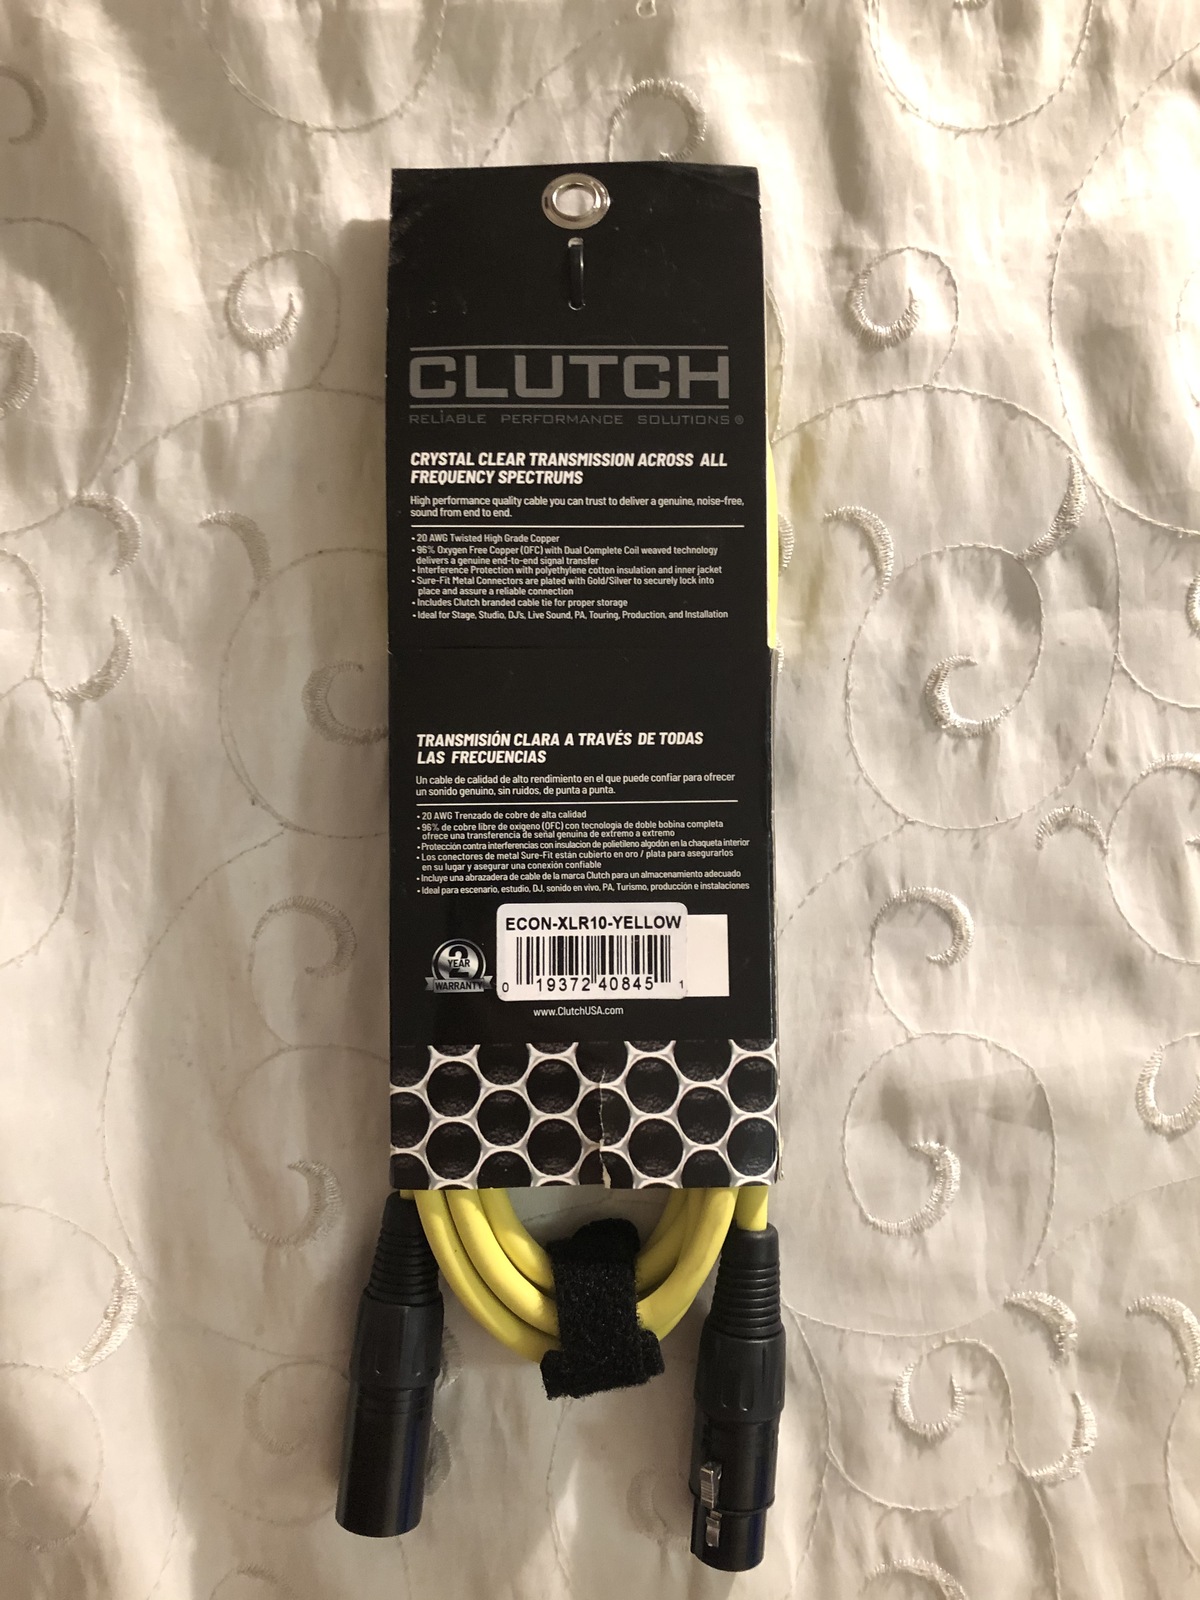 CLUTCH
RELIABLE PERFORMANCE SOLUTIONS®
CRYSTAL CLEAR TRANSMISSION ACROSS ALL
FREQUENCY SPECTRUMS
High performance quality cable you can trust to deliver a genuine, noise-free,
sound from end to end.
• 20 AWG Twisted High Grade Copper
• 96% Oxygen Free Copper (OFC) with Dual Complete Coil weaved technology
delivers a genuine end-to-end signal transfer
• Interference Protection with polyethylene cotton insulation and inner jacket
• Sure-Fit Metal Connectors are plated with Gold/Silver to securely lock into
place and assure a reliable connection
• Includes Clutch branded cable tie for proper storage
• Ideal for Stage, Studio, DJ's, Live Sound, PA, Touring, Production, and Installation
TRANSMISIÓN CLARA A TRAVÉS DE TODAS
LAS FRECUENCIAS
Un cable de calidad de alto rendimiento en el que puede confiar para ofrecer
un sonido genuino, sin ruidos, de punta a punta.
• 20 AWG Trenzado de cobre de alta calidad
• 96% de cobre libre de oxigeno (OFC) con tecnologia de doble bobina completa
ofrece una transferencia de señal genuina de extremo a extremo
• Protección contra interferencias con insulacion de polietileno algodón en la chaqueta interior
• Los conectores de metal Sure-Fit están cubierto en oro / plata para asegurarlos
en su lugar y asegurar una conexión confiable
• Incluye una abrazadera de cable de la marca Clutch para un almacenamiento adecuado
• Ideal para escenario, estudio, DJ, sonido en vivo, PA, Turismo, producción e instalaciones
ECON-XLR10-YELLOW
2
YEAR
WARRANTY
0 19372 40845 1
www.ClutchUSA.com